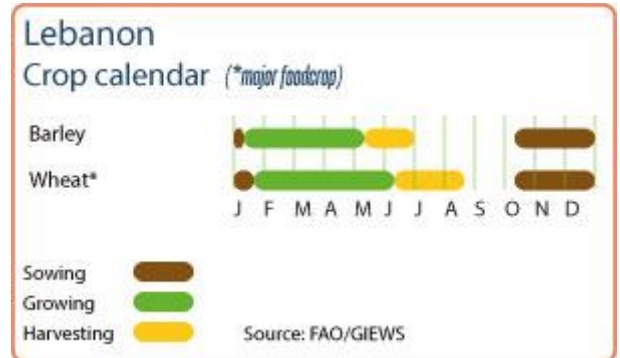 Lebanon
Crop calendar (*major foodcrop)
Barley
Wheat*
J F M A M J J A S O N D
Sowing
Growing
Harvesting Source: FAO/GIEWS